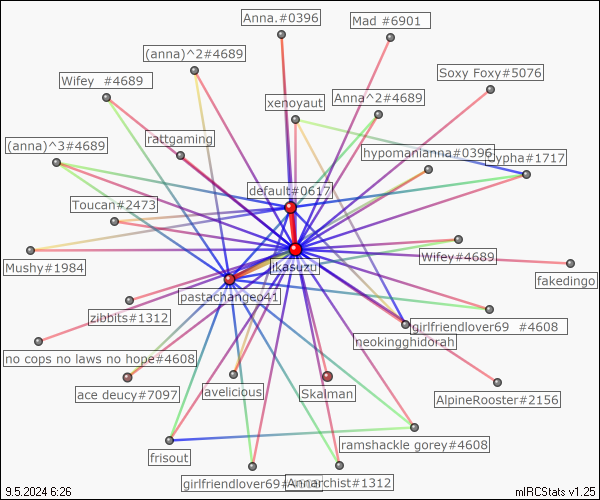 Anna.#0396
Mad #6901
(anna)^2#4689
Soxy Foxy#5076
Wifey #4689
xenoyaut
Anna^2#4689
(anna)^3#4689
rattgaming
hypomaniama#0396
cypha#1717
default#0617
Toucan#2473
Mushy#1984
ikasuzu
Wifey#4689
fakedingo
pastachangeo41
zibbits#1312
girlfriendlover69 #4608
neokingghidorah
no cops no laws no hope#4608
ace deucy#7097
avelicious
Skalman
AlpineRooster#2156
ramshackle gorey#4608
frisout
girlfriendlover69#
Annarchist#1312
9.5.2024 6:26
mIRCStats v1.25